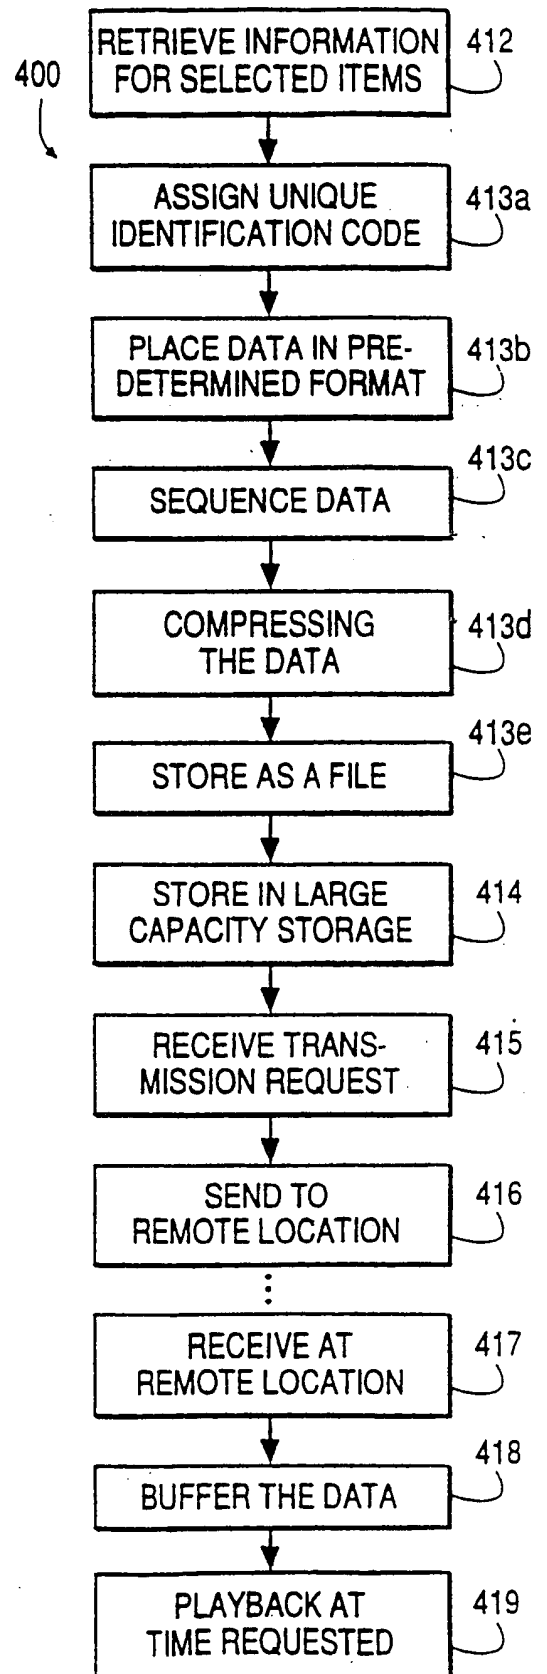 400
RETRIEVE INFORMATION
FOR SELECTED ITEMS
412
ASSIGN UNIQUE
IDENTIFICATION CODE
413a
PLACE DATA IN PRE-
DETERMINED FORMAT
413b
SEQUENCE DATA
413c
COMPRESSING
THE DATA
413d
STORE AS A FILE
413e
STORE IN LARGE
CAPACITY STORAGE
414
RECEIVE TRANS-
MISSION REQUEST
415
SEND TO
REMOTE LOCATION
416
RECEIVE AT
REMOTE LOCATION
417
BUFFER THE DATA
418
PLAYBACK AT
TIME REQUESTED
419